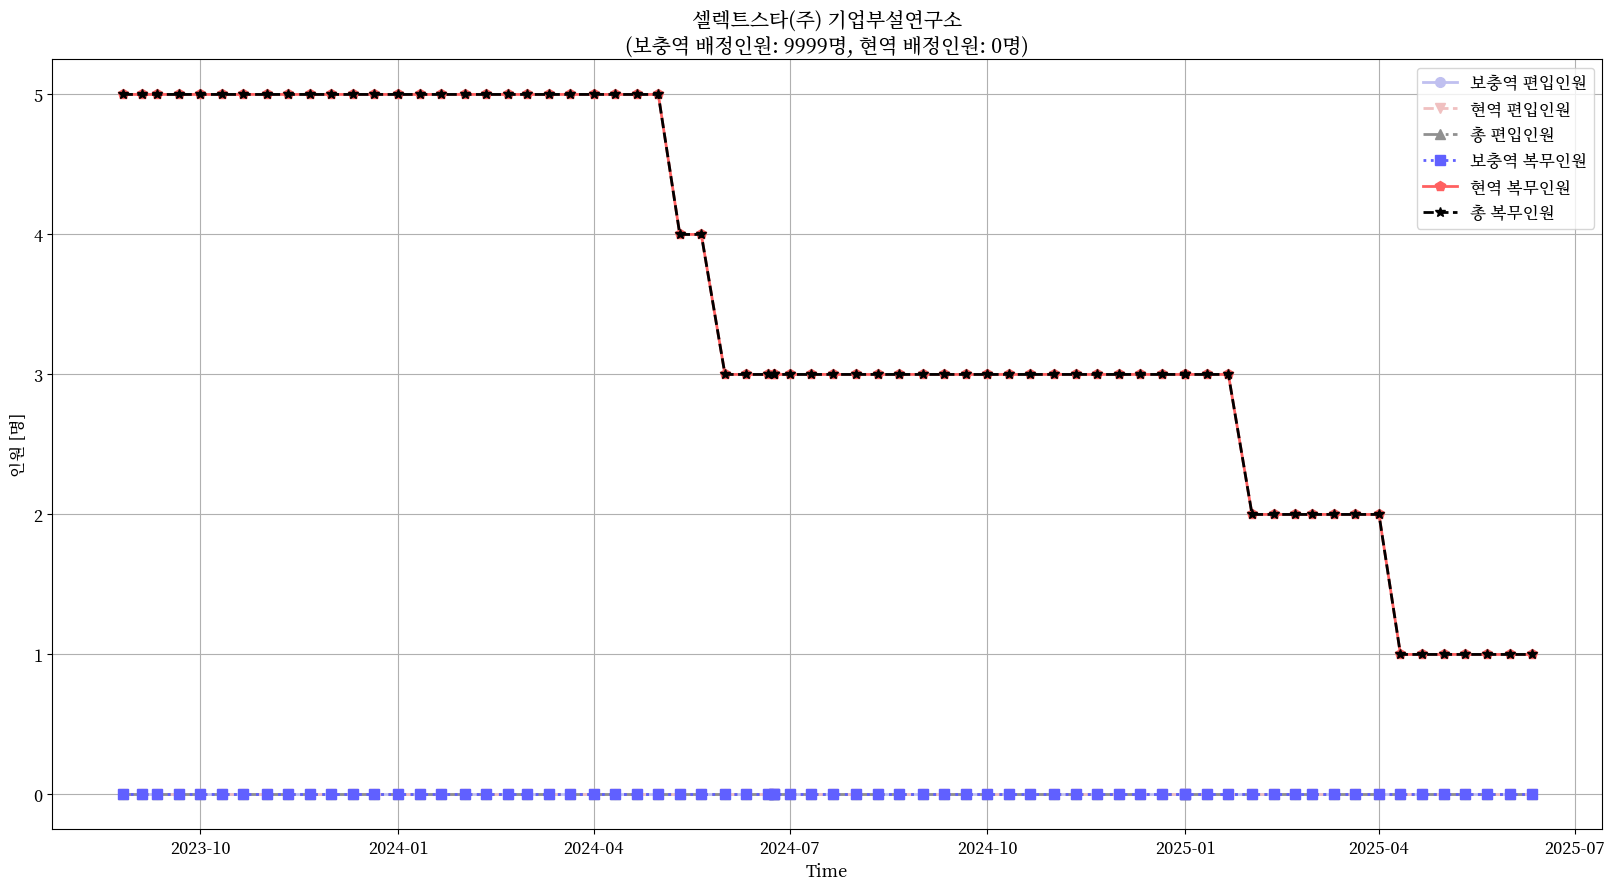 셀렉트스타(주) 기업부설연구소
(보충역 배정인원: 9999명, 현역 배정인원: 0명)
보충역 편입인원
현역 편입인원
총 편입인원
보충역 복무인원
현역 복무인원
총 복무인원
인원 [명]
5
4
3
2
1
0
2023-10
2024-01
2024-04
2024-07
2024-10
2025-01
2025-04
2025-07
Time